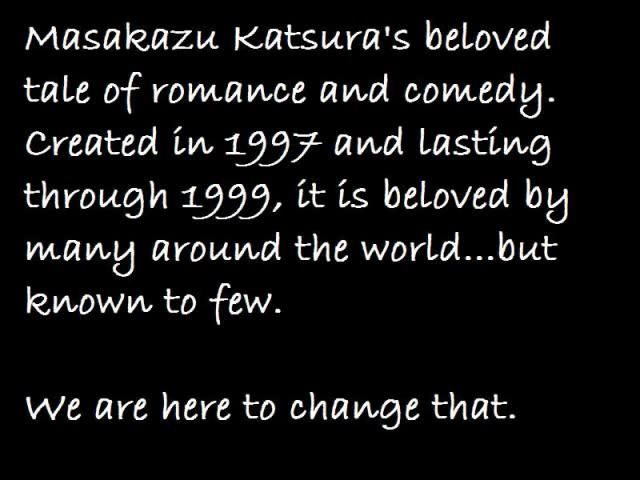 Masakazu Katsura's beloved
tale of romance and comedy.
Created in 1997 and lasting
through 1999, it is beloved by
many around the world...but
known to few.
We are here to change that.